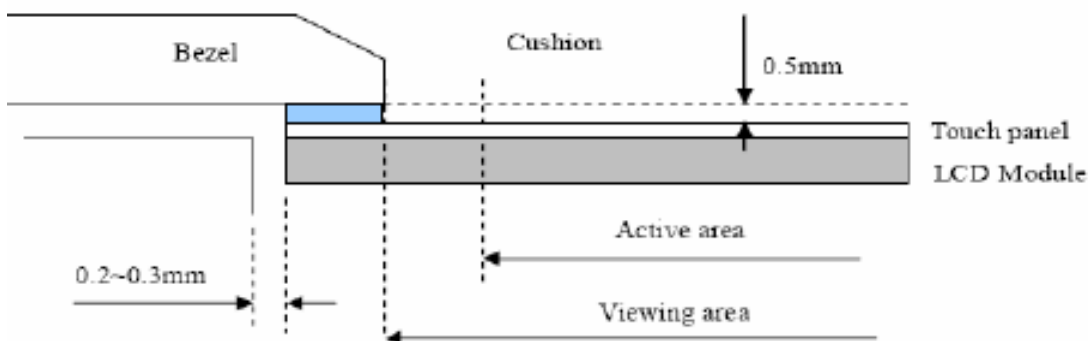 Bezel
Cushion
0.5mm
Touch panel
LCD Module
Active area
0.2~0.3mm
Viewing area